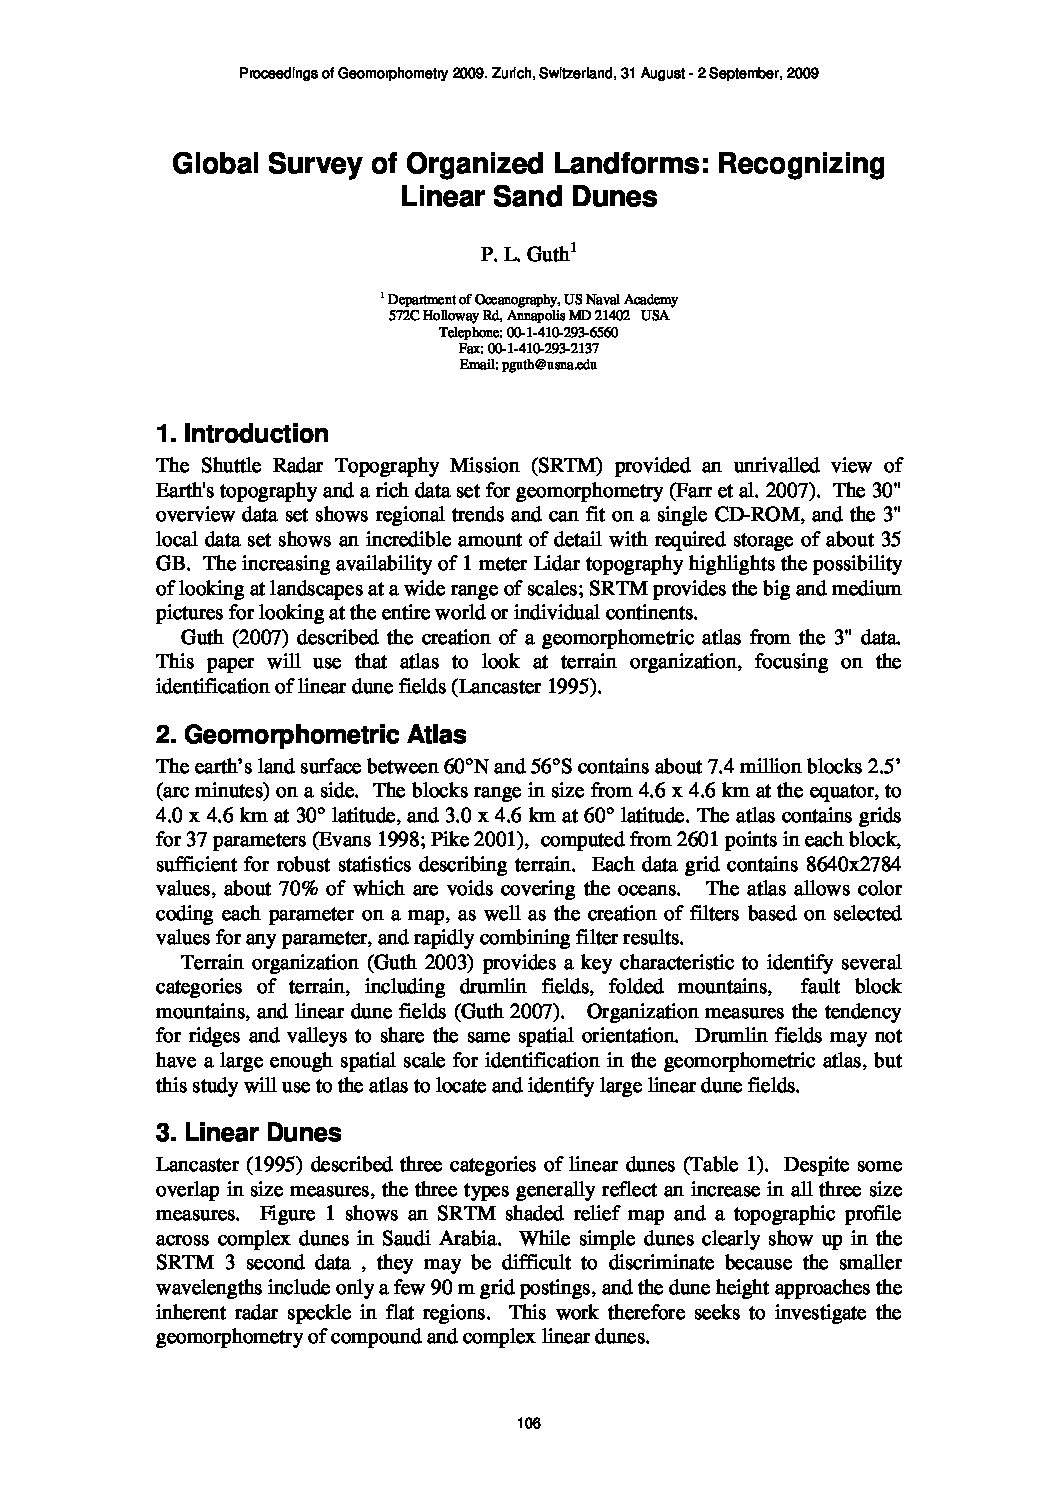 Proceedings of Geomorphometry 2009. Zurich, Switzerland, 31 August - 2 September, 2009
Global Survey of Organized Landforms: Recognizing
Linear Sand Dunes
P. L. Guth1
1 Department of Oceanography, US Naval Academy
572C Holloway Rd, Annapolis MD 21402 USA
Telephone: 00-1-410-293-6560
Fax: 00-1-410-293-2137
Email: pguth@usna.edu
1. Introduction
The Shuttle Radar Topography Mission (SRTM) provided an unrivalled view of
Earth's topography and a rich data set for geomorphometry (Farr et al. 2007). The 30"
overview data set shows regional trends and can fit on a single CD-ROM, and the 3"
local data set shows an incredible amount of detail with required storage of about 35
GB. The increasing availability of 1 meter Lidar topography highlights the possibility
of looking at landscapes at a wide range of scales; SRTM provides the big and medium
pictures for looking at the entire world or individual continents.
Guth (2007) described the creation of a geomorphometric atlas from the 3" data.
This paper will use that atlas to look at terrain organization, focusing on the
identification of linear dune fields (Lancaster 1995).
2. Geomorphometric Atlas
The earth’s land surface between 60°N and 56°S contains about 7.4 million blocks 2.5’
(arc minutes) on a side. The blocks range in size from 4.6 x 4.6 km at the equator, to
4.0 x 4.6 km at 30° latitude, and 3.0 x 4.6 km at 60° latitude. The atlas contains grids
for 37 parameters (Evans 1998; Pike 2001), computed from 2601 points in each block,
sufficient for robust statistics describing terrain. Each data grid contains 8640x2784
values, about 70% of which are voids covering the oceans. The atlas allows color
coding each parameter on a map, as well as the creation of filters based on selected
values for any parameter, and rapidly combining filter results.
Terrain organization (Guth 2003) provides a key characteristic to identify several
categories of terrain, including drumlin fields, folded mountains, fault block
mountains, and linear dune fields (Guth 2007). Organization measures the tendency
for ridges and valleys to share the same spatial orientation. Drumlin fields may not
have a large enough spatial scale for identification in the geomorphometric atlas, but
this study will use to the atlas to locate and identify large linear dune fields.
3. Linear Dunes
Lancaster (1995) described three categories of linear dunes (Table 1). Despite some
overlap in size measures, the three types generally reflect an increase in all three size
measures. Figure 1 shows an SRTM shaded relief map and a topographic profile
across complex dunes in Saudi Arabia. While simple dunes clearly show up in the
SRTM 3 second data , they may be difficult to discriminate because the smaller
wavelengths include only a few 90 m grid postings, and the dune height approaches the
inherent radar speckle in flat regions. This work therefore seeks to investigate the
geomorphometry of compound and complex linear dunes.
106